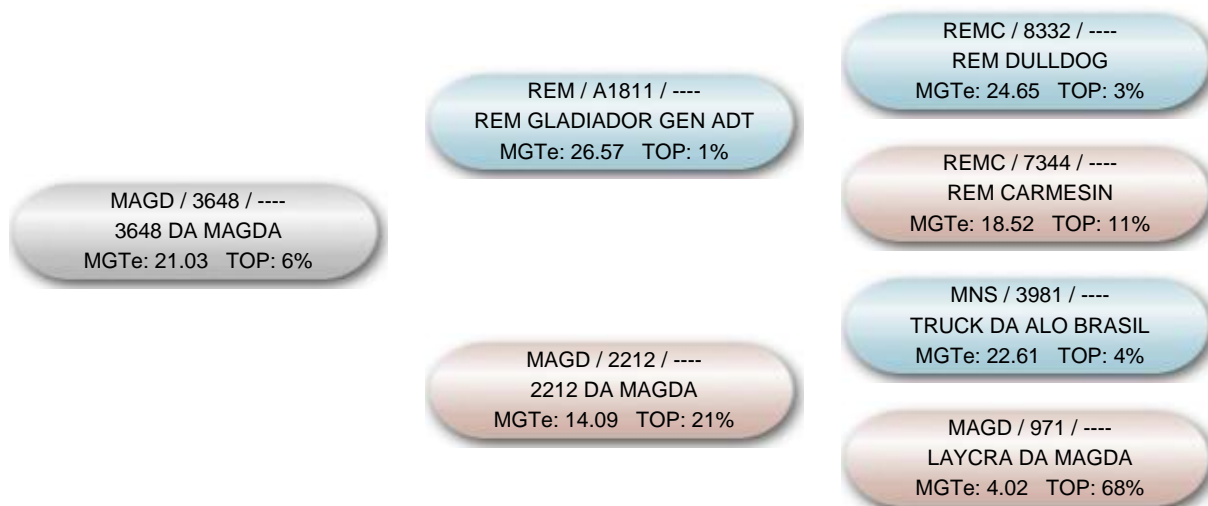 MAGD / 3648 / ----
3648 DA MAGDA
MGTe: 21.03 TOP: 6%
REM / A1811 / ----
REM GLADIADOR GEN ADT
MGTe: 26.57 TOP: 1%
MAGD / 2212 / ----
2212 DA MAGDA
MGTe: 14.09 TOP: 21%
REMC / 8332 / ----
REM DULLDOG
MGTe: 24.65 TOP: 3%
REMC / 7344 / ----
REM CARMESIN
MGTe: 18.52 TOP: 11%
MNS / 3981 / ----
TRUCK DA ALO BRASIL
MGTe: 22.61 TOP: 4%
MAGD / 971 / ----
LAYCRA DA MAGDA
MGTe: 4.02 TOP: 68%